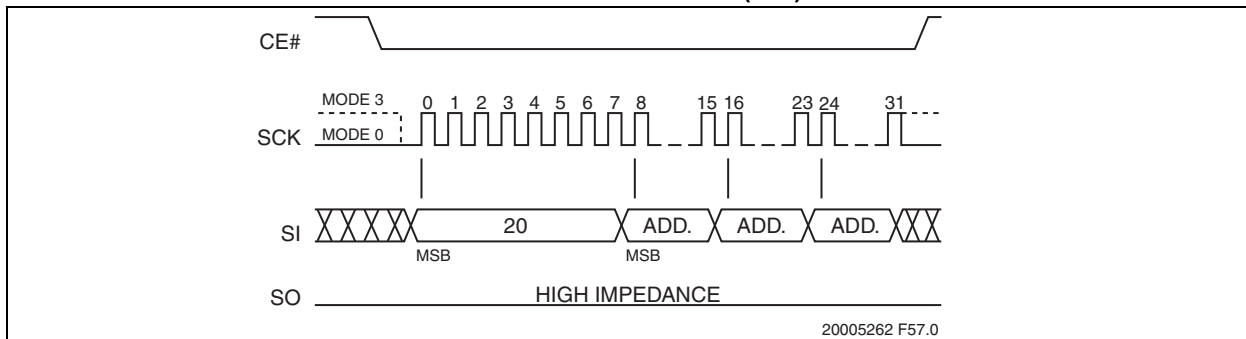 CE#
MODE 3
0 1 2 3 4 5 6 7 8 15 16 23 24 31
SCK
MODE 0
SI
20
ADD.
ADD.
ADD.
MSB
MSB
SO
HIGH IMPEDANCE
20005262 F57.0